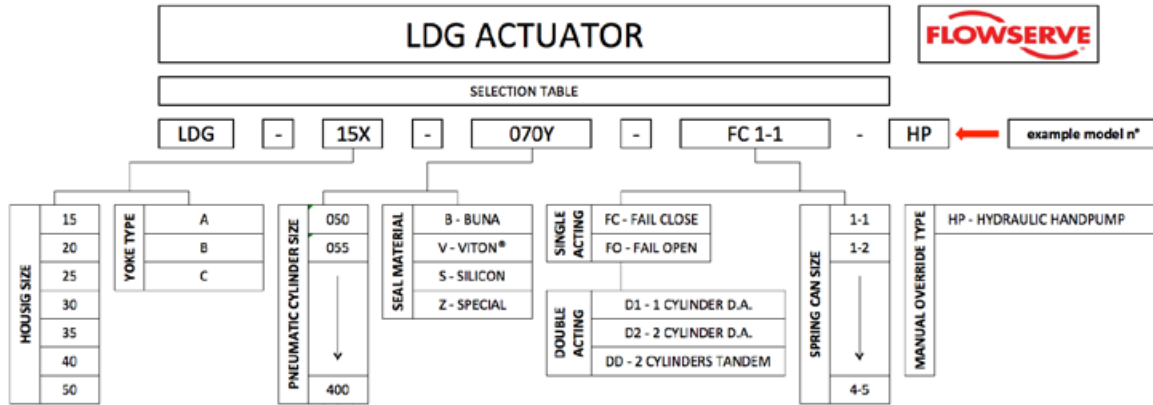 LDG ACTUATOR
FLOWSERVE
SELECTION TABLE
LDG - 15X - 070Y - FC 1-1 - HP example model n°
HOUSIG SIZE
15
20
25
30
35
40
50
YOKE TYPE
A
B
C
PNEUMATIC CYLINDER SIZE
050
055
400
SEAL MATERIAL
B - BUNA
V - VITON®
S - SILICON
Z - SPECIAL
SINGLE ACTING
FC - FAIL CLOSE
FO - FAIL OPEN
DOUBLE ACTING
D1 - 1 CYLINDER D.A.
D2 - 2 CYLINDER D.A.
DD - 2 CYLINDERS TANDEM
SPRING CAN SIZE
1-1
1-2
4-5
MANUAL OVERRIDE TYPE
HP - HYDRAULIC HANDPUMP